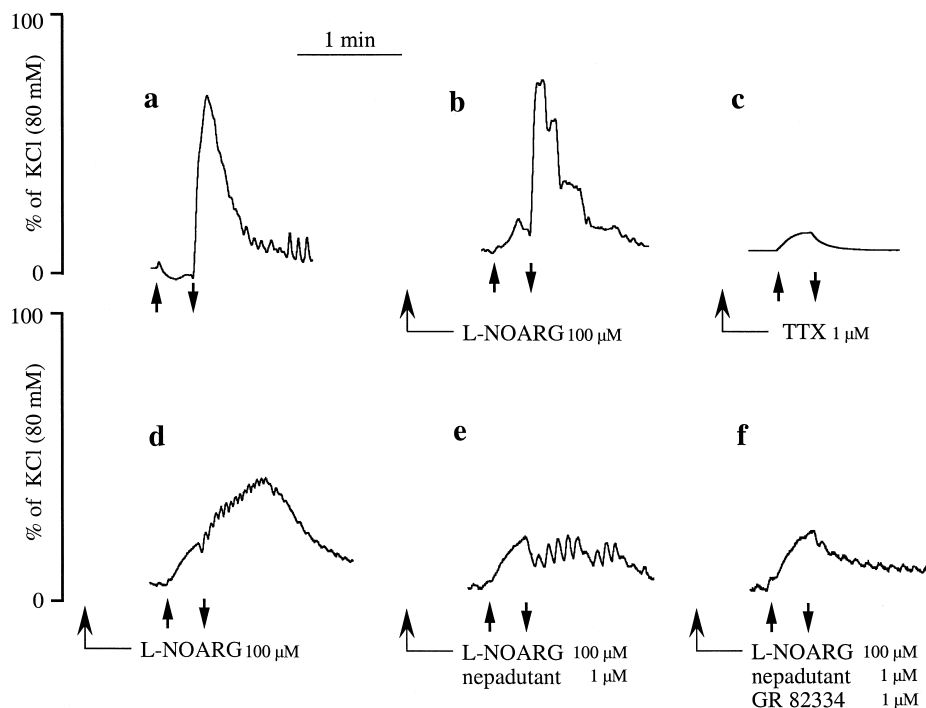 100
1 min
a
b
c
% of KCl (80 mM)
0
L-NOARG 100 µM
TTX 1 µM
100
d
e
f
% of KCl (80 mM)
0
L-NOARG 100 µM
L-NOARG 100 µM
nepadutant 1 µM
L-NOARG 100 µM
nepadutant 1 µM
GR 82334 1 µM